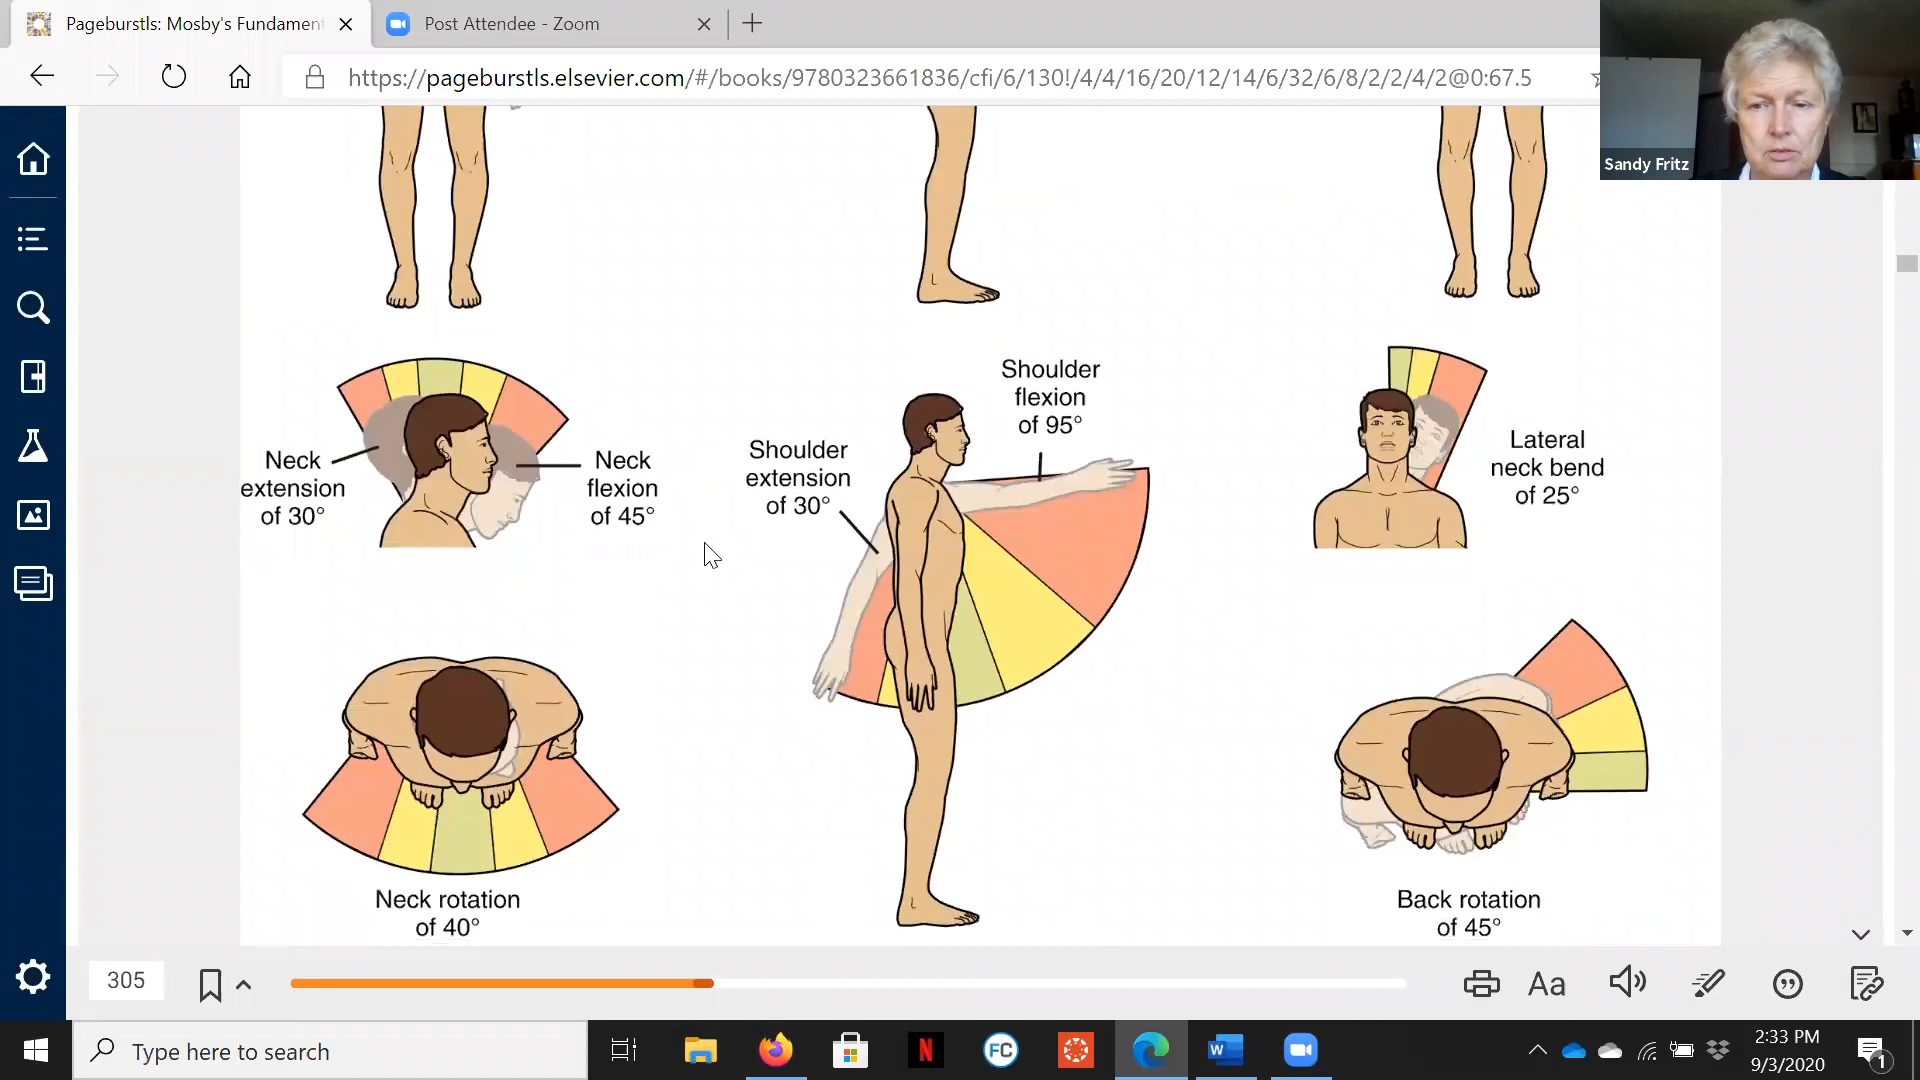 Pageburstls: Mosby's Fundament
Post Attendee - Zoom
https://pageburstls.elsevier.com/#/books/9780323661836/cfi/6/130!/4/4/16/20/12/14/6/32/6/8/2/2/4/2@0:67.5
Sandy Fritz
Neck
extension
of 30°
Neck
flexion
of 45°
Shoulder
extension
of 30°
Shoulder
flexion
of 95°
Lateral
neck bend
of 25°
Neck rotation
of 40°
Back rotation
of 45°
305
Aa
Type here to search
N
FC
W
2:33 PM
9/3/2020
1